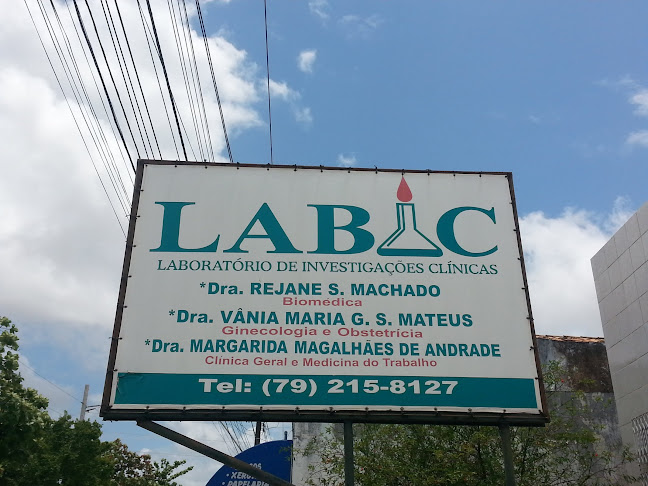 LABIC
LABORATÓRIO DE INVESTIGAÇÕES CLÍNICAS
*Dra. REJANE S. MACHADO
Biomédica
*Dra. VÂNIA MARIA G. S. MATEUS
Ginecologia e Obstetrícia
*Dra. MARGARIDA MAGALHÃES DE ANDRADE
Clínica Geral e Medicina do Trabalho
Tel: (79) 215-8127